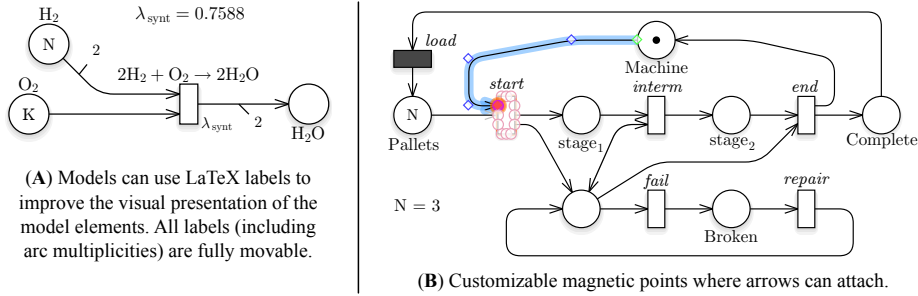 H₂
λ_synt = 0.7588
N
2
O₂
2H₂ + O₂ → 2H₂O
K
λ_synt
2
H₂O
(A) Models can use LaTeX labels to
improve the visual presentation of the
model elements. All labels (including
arc multiplicities) are fully movable.
load
Machine
start
interm
end
N
Pallets
stage₁
stage₂
Complete
fail
repair
N = 3
Broken
(B) Customizable magnetic points where arrows can attach.